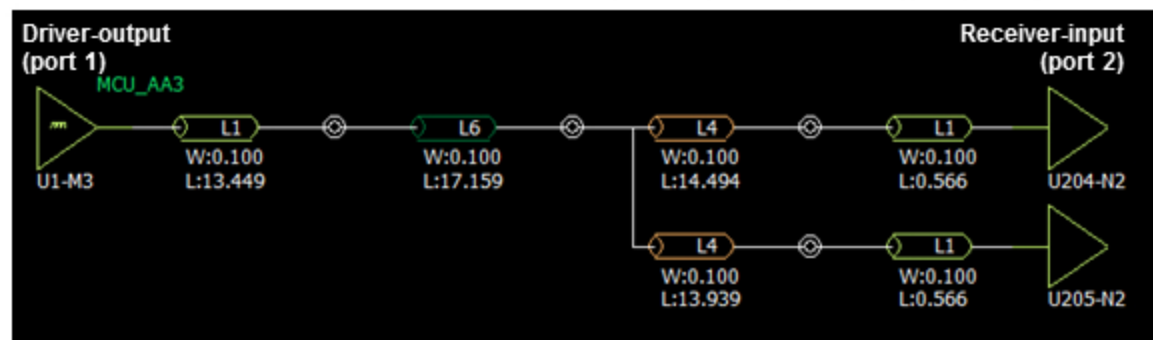 Driver-output
(port 1)
Receiver-input
(port 2)
MCU_AA3
L1
L6
L4
L1
W:0.100
L:13.449
W:0.100
L:17.159
W:0.100
L:14.494
W:0.100
L:0.566
U1-M3
U204-N2
L4
L1
W:0.100
L:13.939
W:0.100
L:0.566
U205-N2